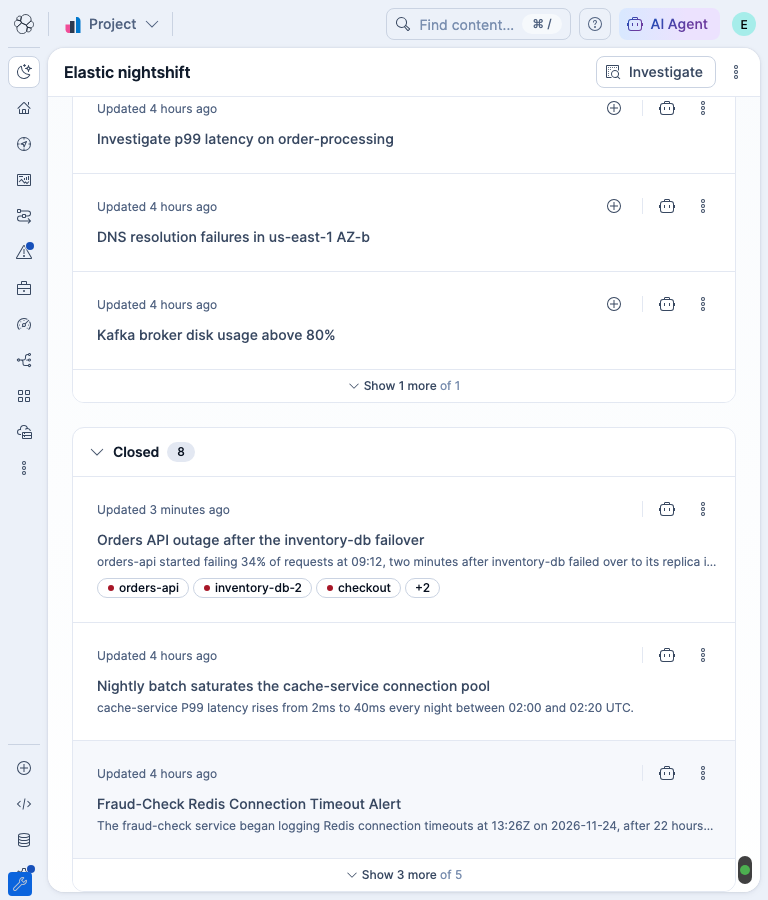 Project
Find content...
⌘ /
AI Agent
E
Elastic nightshift
Investigate
Updated 4 hours ago
Investigate p99 latency on order-processing
Updated 4 hours ago
DNS resolution failures in us-east-1 AZ-b
Updated 4 hours ago
Kafka broker disk usage above 80%
Show 1 more of 1
Closed 8
Updated 3 minutes ago
Orders API outage after the inventory-db failover
orders-api started failing 34% of requests at 09:12, two minutes after inventory-db failed over to its replica i...
orders-api inventory-db-2 checkout +2
Updated 4 hours ago
Nightly batch saturates the cache-service connection pool
cache-service P99 latency rises from 2ms to 40ms every night between 02:00 and 02:20 UTC.
Updated 4 hours ago
Fraud-Check Redis Connection Timeout Alert
The fraud-check service began logging Redis connection timeouts at 13:26Z on 2026-11-24, after 22 hours...
Show 3 more of 5